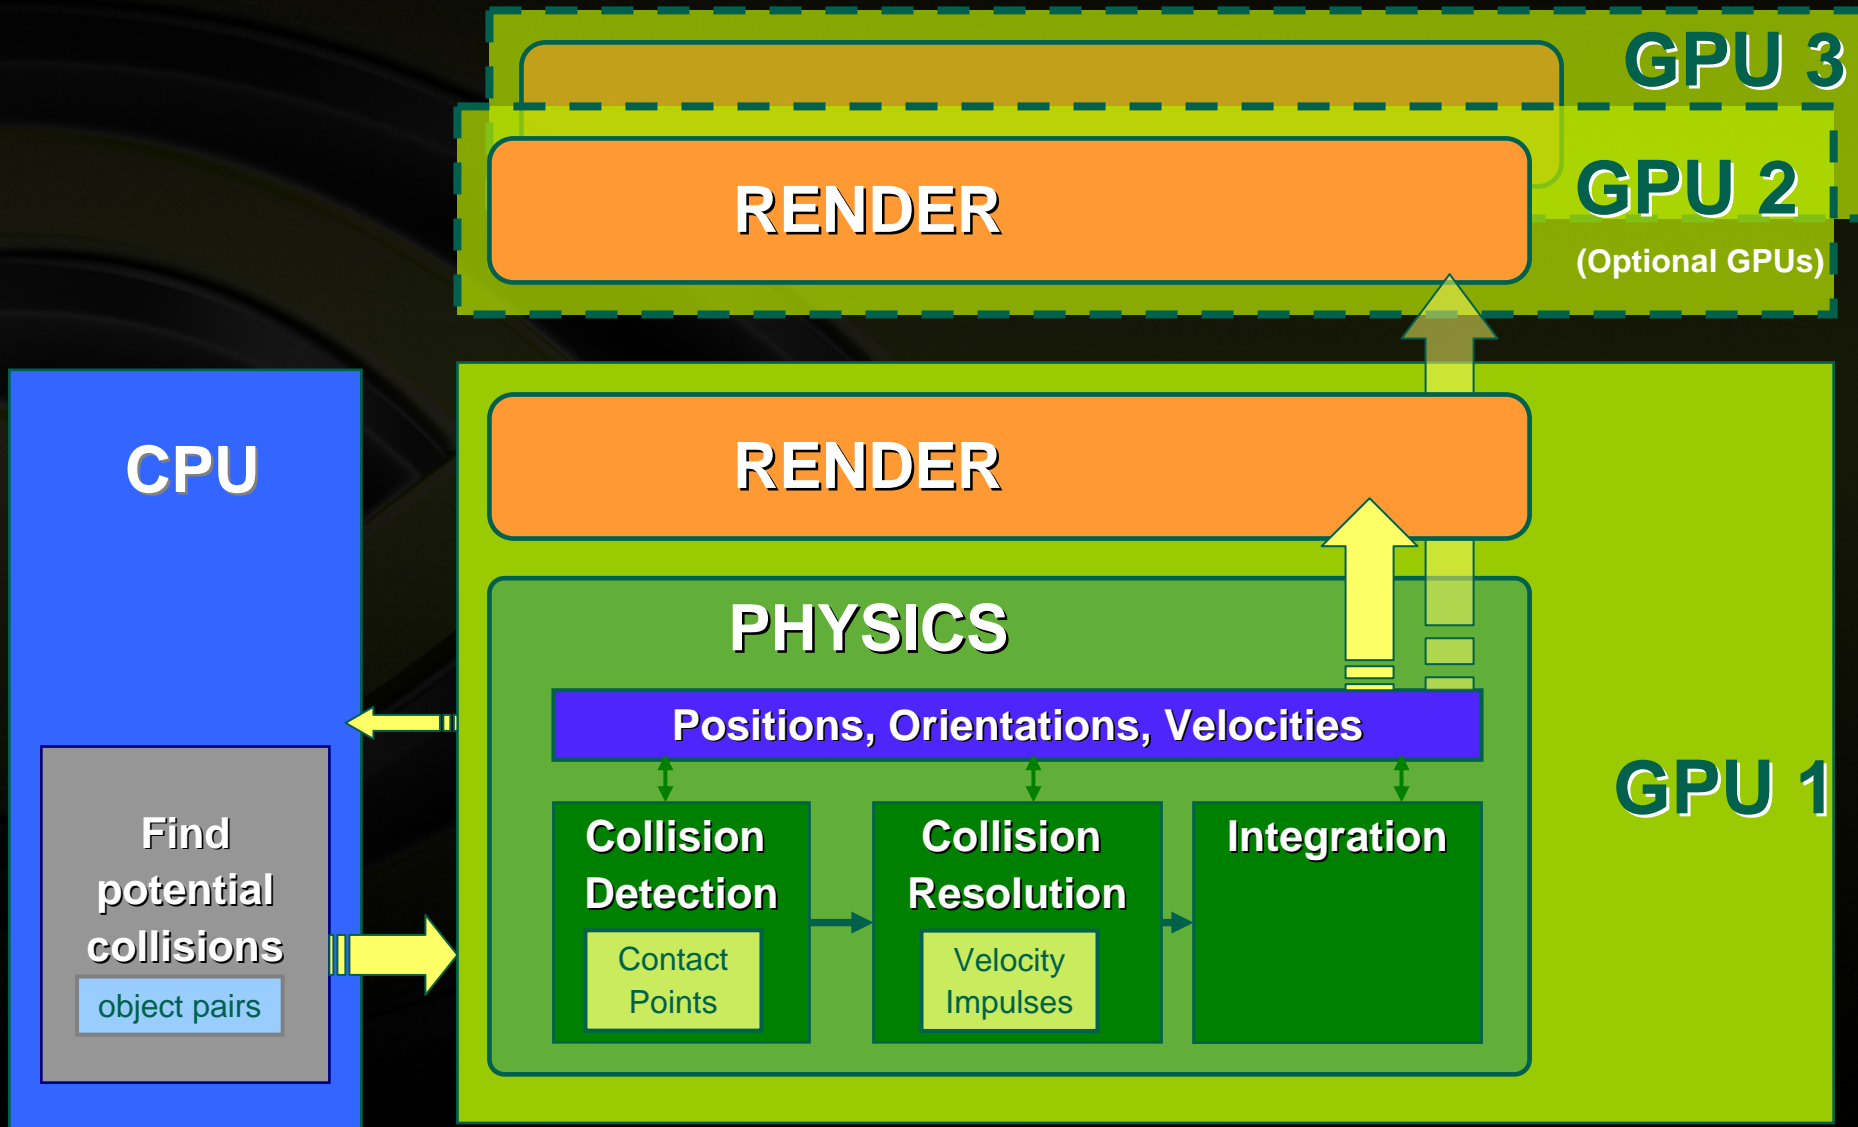 GPU 3
RENDER
GPU 2
(Optional GPUs)
CPU
RENDER
PHYSICS
Positions, Orientations, Velocities
GPU 1
Find
potential
collisions
object pairs
Collision
Detection
Contact
Points
Collision
Resolution
Velocity
Impulses
Integration